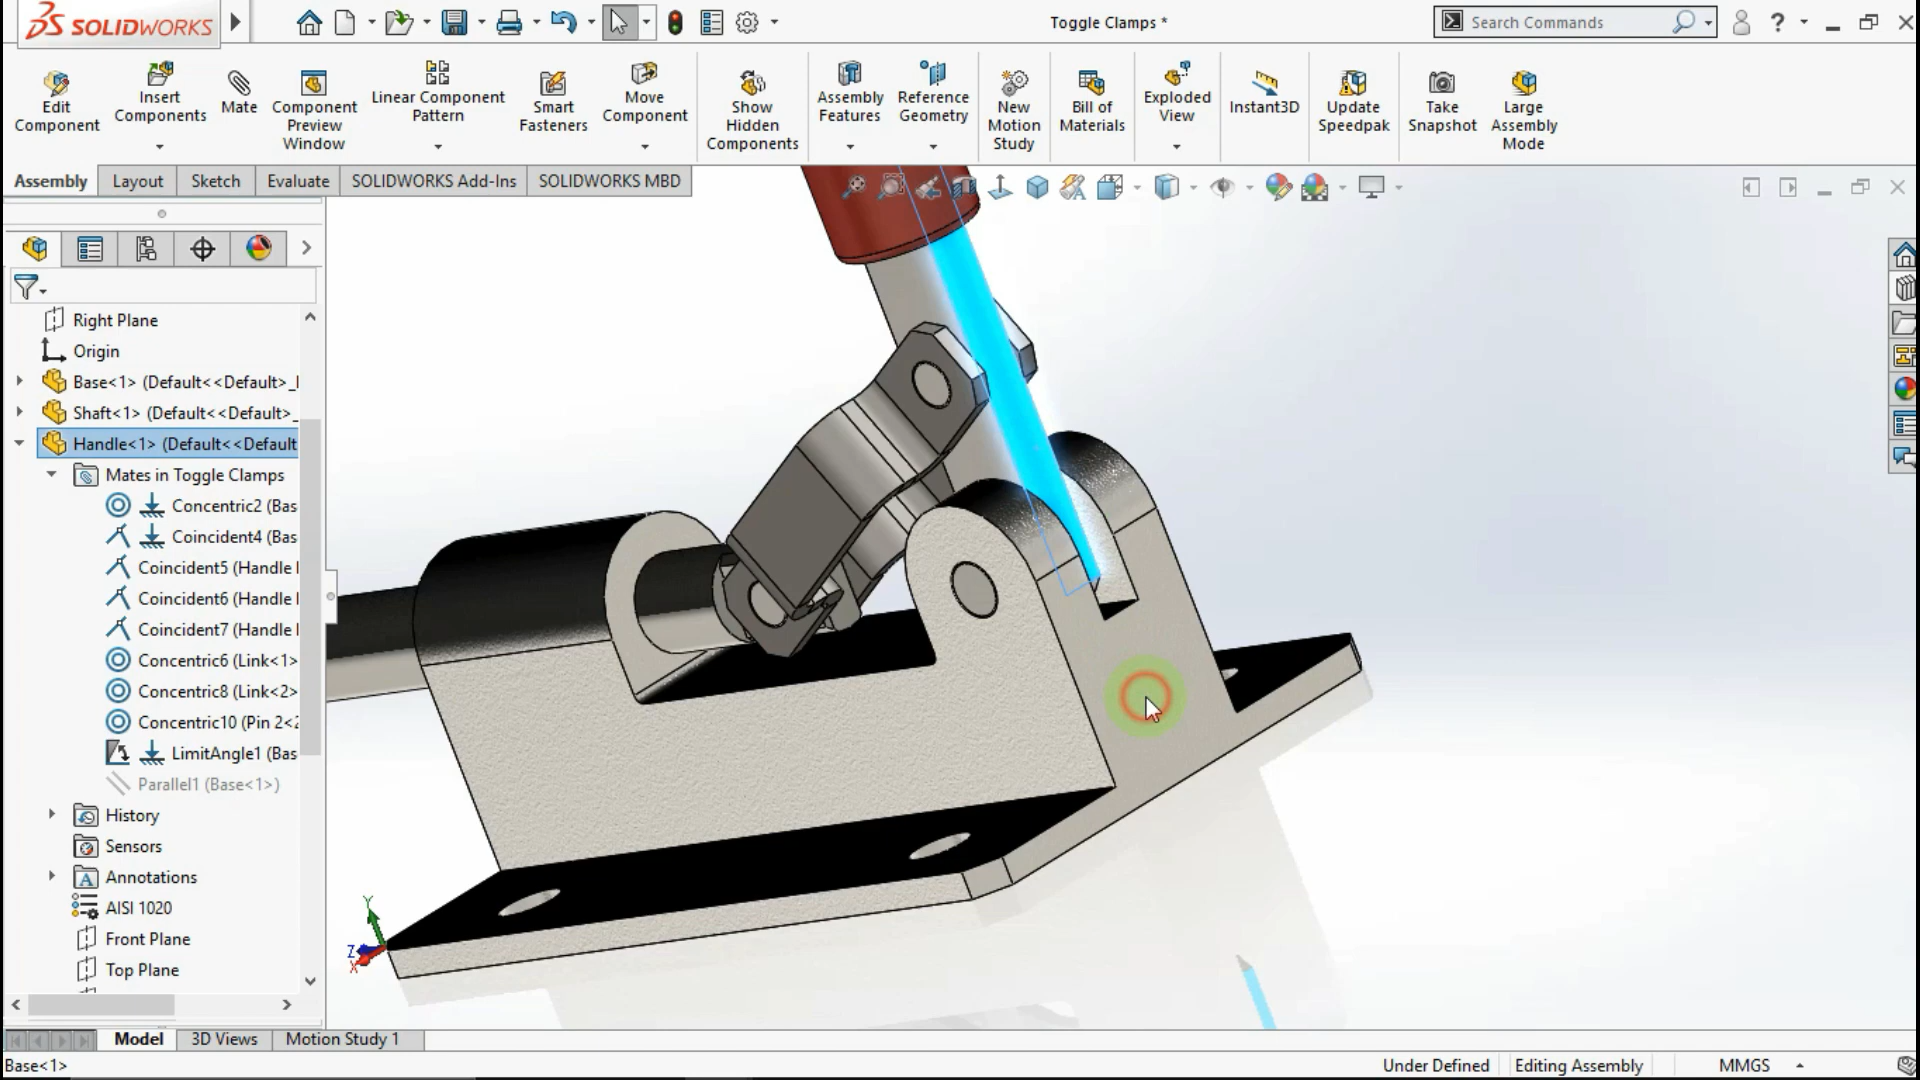 SOLIDWORKS
Toggle Clamps *
Search Commands
?
Edit
Component
Insert
Components
Mate
Component
Preview
Window
Linear Component
Pattern
Smart
Fasteners
Move
Component
Show
Hidden
Components
Assembly
Features
Reference
Geometry
New
Motion
Study
Bill of
Materials
Exploded
View
Instant3D
Update
Speedpak
Take
Snapshot
Large
Assembly
Mode
Assembly
Layout
Sketch
Evaluate
SOLIDWORKS Add-Ins
SOLIDWORKS MBD
Right Plane
Origin
Base<1> (Default<<Default>_
Shaft<1> (Default<<Default>_
Handle<1> (Default<<Default
Mates in Toggle Clamps
Concentric2 (Bas
Coincident4 (Bas
Coincident5 (Handle
Coincident6 (Handle
Coincident7 (Handle
Concentric6 (Link<1>
Concentric8 (Link<2>
Concentric10 (Pin 2<2
LimitAngle1 (Bas
Parallel1 (Base<1>)
History
Sensors
A Annotations
AISI 1020
Front Plane
Top Plane
Y
Z
X
Model
3D Views
Motion Study 1
Base<1>
Under Defined
Editing Assembly
MMGS